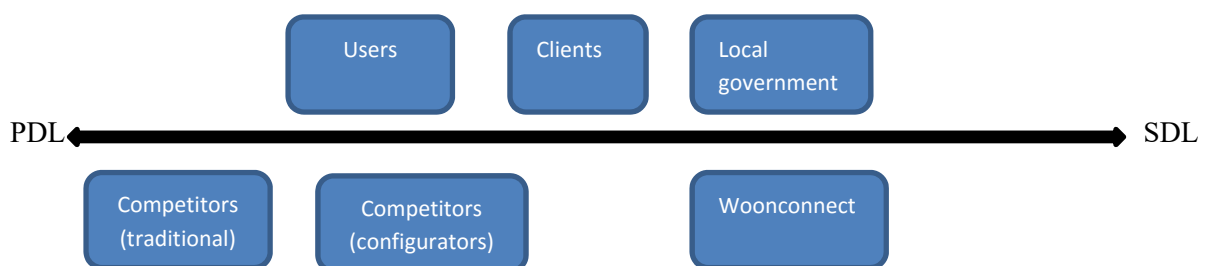 Users
Clients
Local
government
PDL
SDL
Competitors
(traditional)
Competitors
(configurators)
Woonconnect